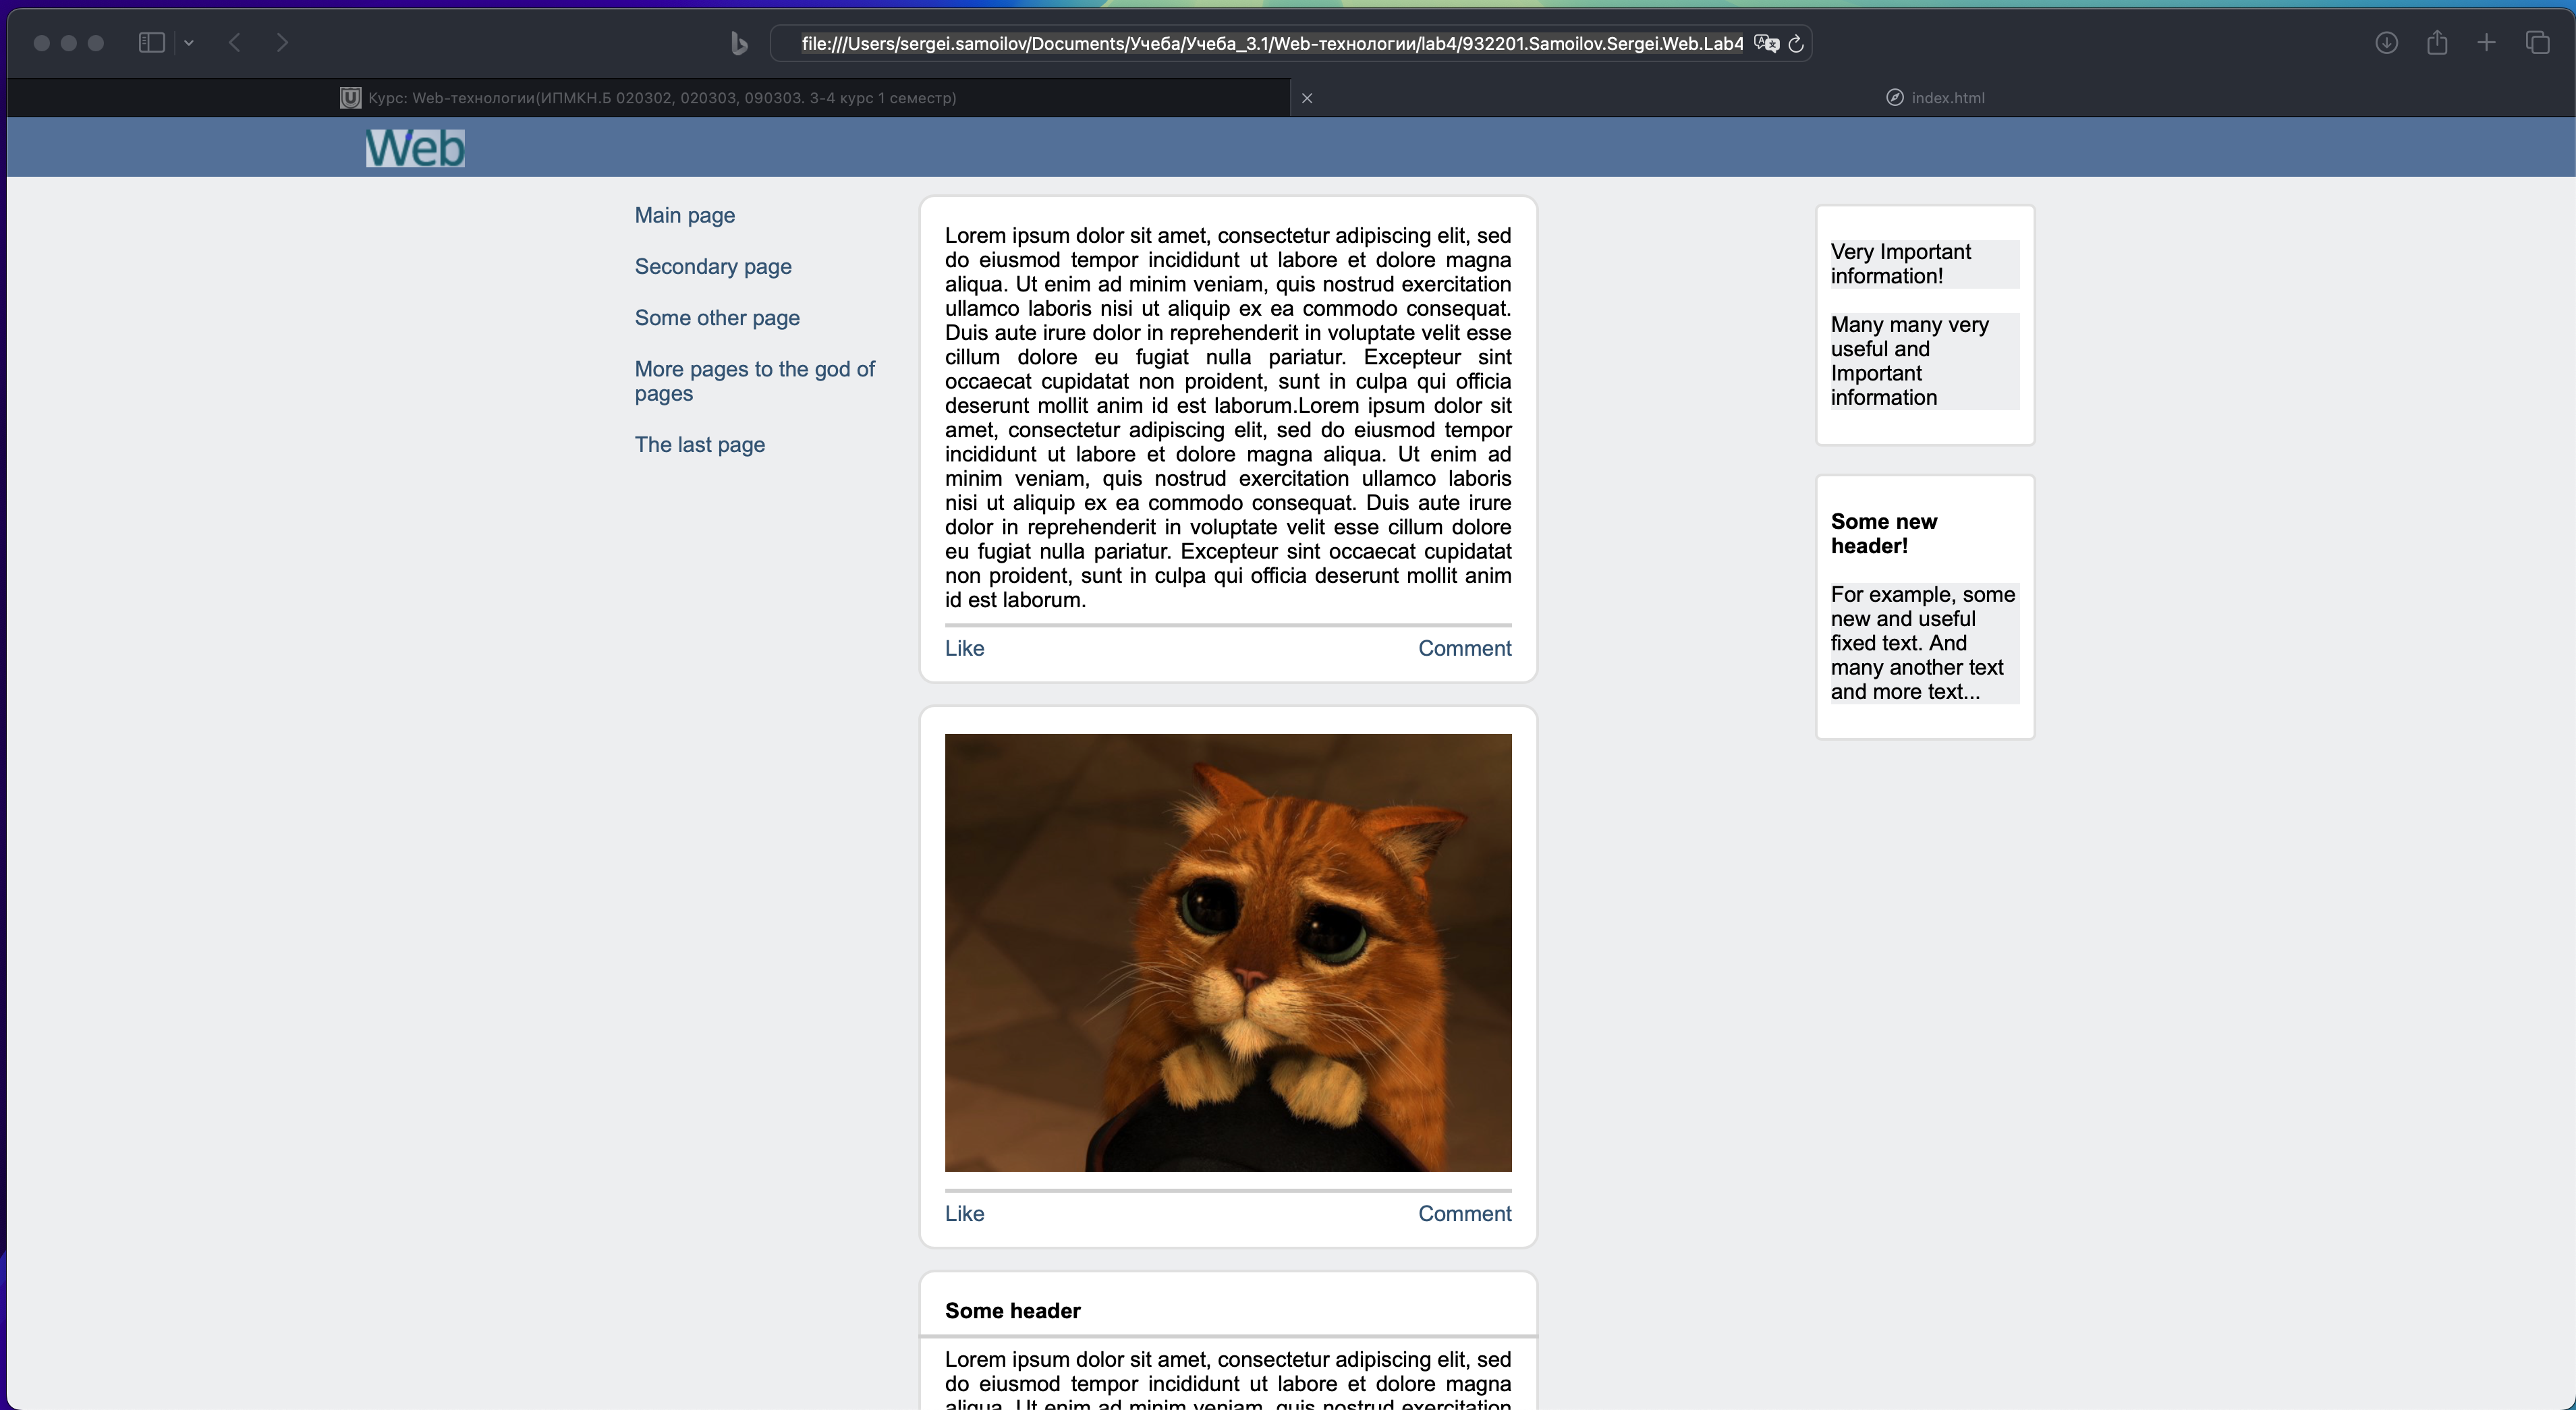 file:///Users/sergei.samoilov/Documents/Учеба/Учеба_3.1/Web-технологии/lab4/932201.Samoilov.Sergei.Web.Lab4
Курс: Web-технологии(ИПМКН.Б 020302, 020303, 090303. 3-4 курс 1 семестр)
index.html
Web
Main page
Secondary page
Some other page
More pages to the god of
pages
The last page
Lorem ipsum dolor sit amet, consectetur adipiscing elit, sed
do eiusmod tempor incididunt ut labore et dolore magna
aliqua. Ut enim ad minim veniam, quis nostrud exercitation
ullamco laboris nisi ut aliquip ex ea commodo consequat.
Duis aute irure dolor in reprehenderit in voluptate velit esse
cillum dolore eu fugiat nulla pariatur. Excepteur sint
occaecat cupidatat non proident, sunt in culpa qui officia
deserunt mollit anim id est laborum.Lorem ipsum dolor sit
amet, consectetur adipiscing elit, sed do eiusmod tempor
incididunt ut labore et dolore magna aliqua. Ut enim ad
minim veniam, quis nostrud exercitation ullamco laboris
nisi ut aliquip ex ea commodo consequat. Duis aute irure
dolor in reprehenderit in voluptate velit esse cillum dolore
eu fugiat nulla pariatur. Excepteur sint occaecat cupidatat
non proident, sunt in culpa qui officia deserunt mollit anim
id est laborum.
Like
Comment
Like
Comment
Some header
Lorem ipsum dolor sit amet, consectetur adipiscing elit, sed
do eiusmod tempor incididunt ut labore et dolore magna
aliqua. Ut enim ad minim veniam, quis nostrud exercitation
Very Important
information!
Many many very
useful and
Important
information
Some new
header!
For example, some
new and useful
fixed text. And
many another text
and more text...